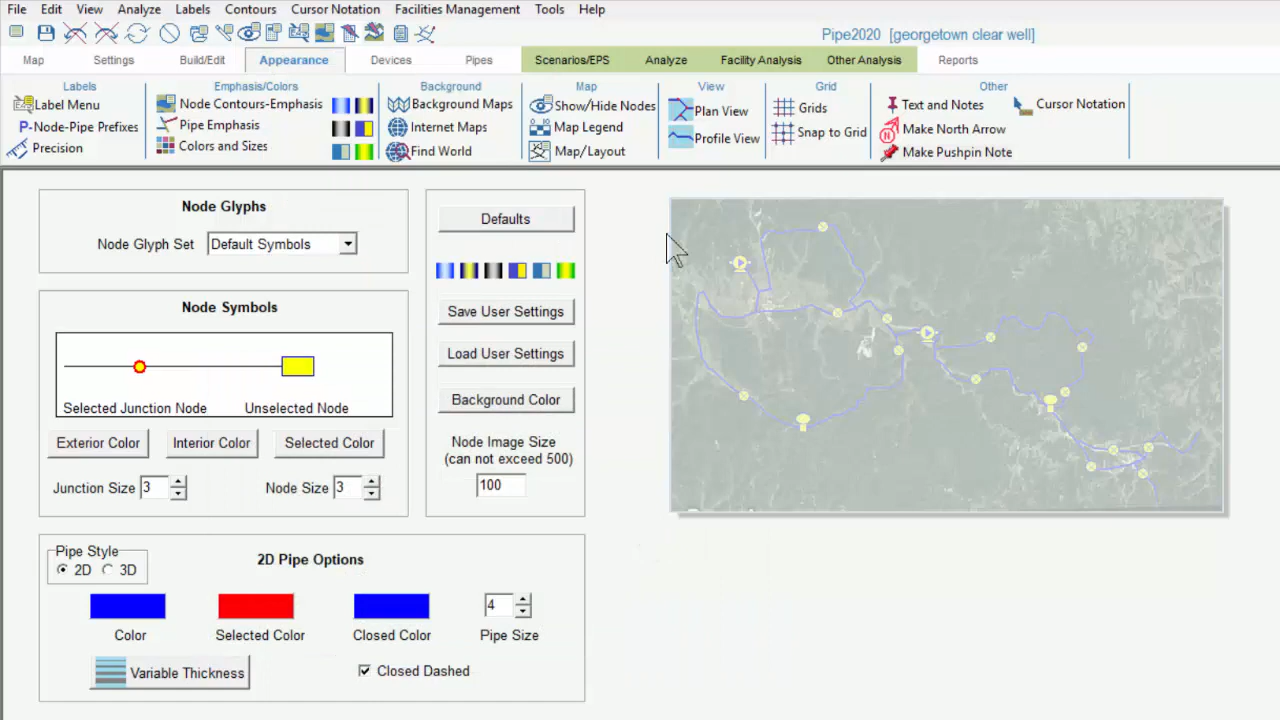 File Edit View Analyze Labels Contours Cursor Notation Facilities Management Tools Help
Pipe2020 [georgetown clear well]
Map Settings Build/Edit Appearance Devices Pipes Scenarios/EPS Analyze Facility Analysis Other Analysis Reports
Labels Emphasis/Colors Background Map View Grid Other
Label Menu Node Contours-Emphasis Background Maps Show/Hide Nodes Plan View Grids Text and Notes Cursor Notation
P-Node-Pipe Prefixes Pipe Emphasis Internet Maps Map Legend Profile View Snap to Grid Make North Arrow
Precision Colors and Sizes Find World Map/Layout Make Pushpin Note
Node Glyphs
Node Glyph Set Default Symbols
Node Symbols
Selected Junction Node Unselected Node
Exterior Color Interior Color Selected Color
Junction Size 3 Node Size 3
Defaults
Save User Settings
Load User Settings
Background Color
Node Image Size
(can not exceed 500)
100
Pipe Style
2D 3D
2D Pipe Options
4
Color Selected Color Closed Color Pipe Size
Variable Thickness Closed Dashed